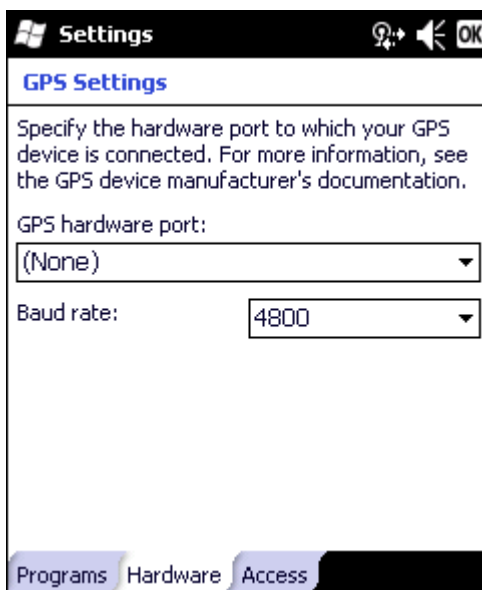 Settings
OK
GPS Settings
Specify the hardware port to which your GPS
device is connected. For more information, see
the GPS device manufacturer's documentation.
GPS hardware port:
(None)
Baud rate:
4800
Programs Hardware Access